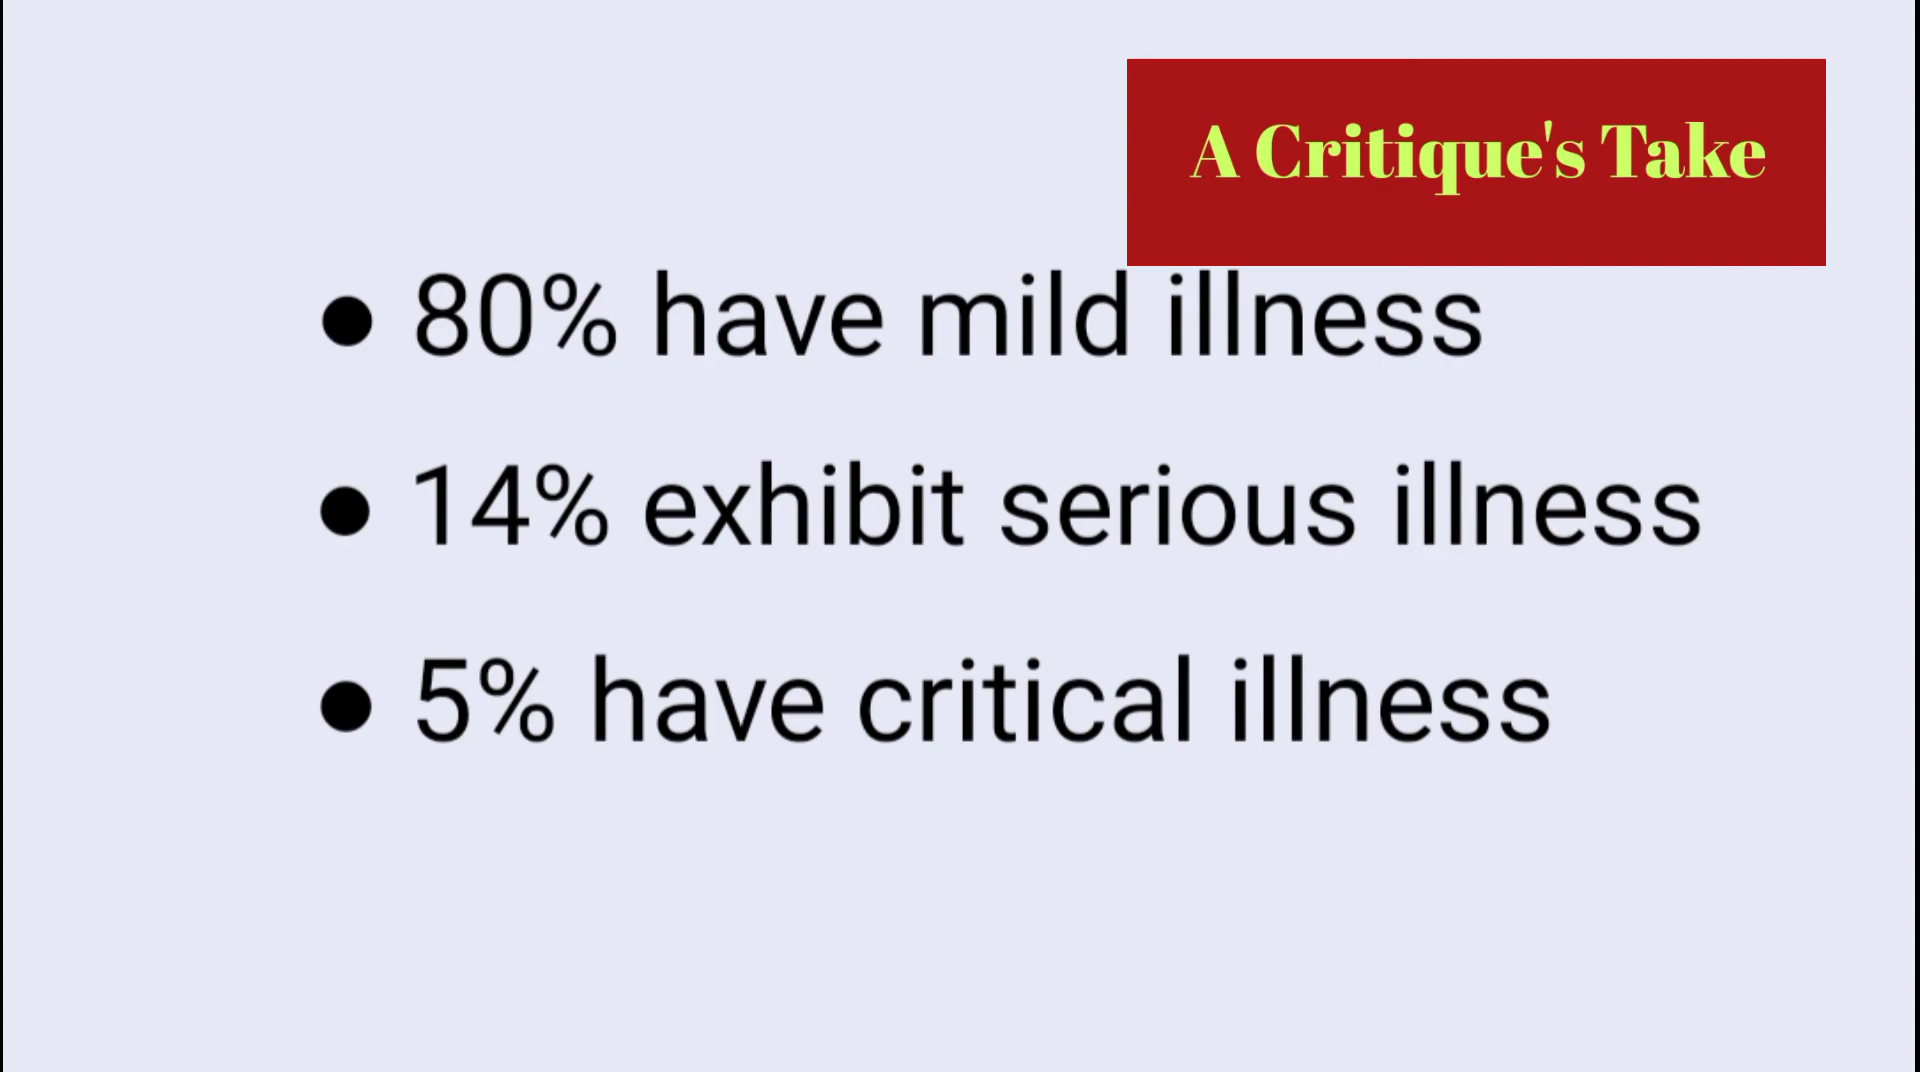 A Critique's Take
● 80% have mild illness
● 14% exhibit serious illness
● 5% have critical illness